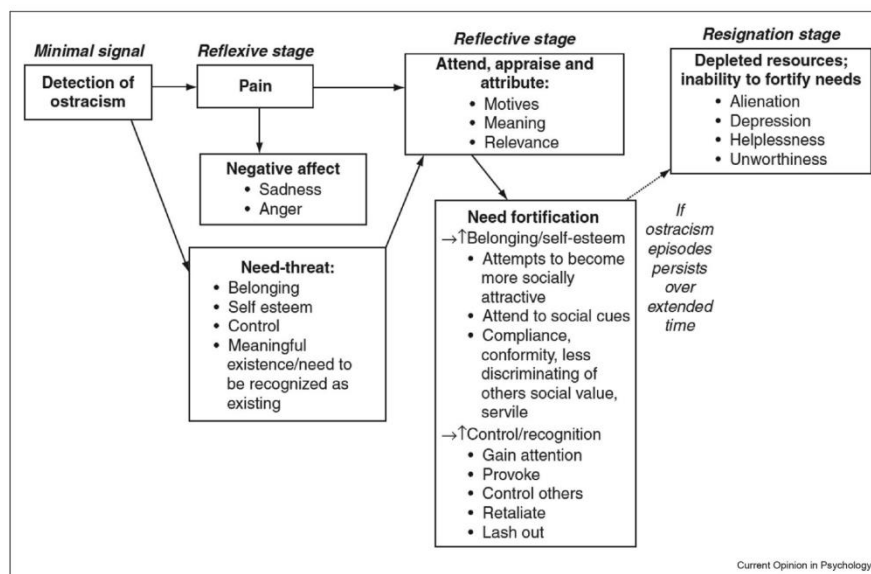 Minimal signal
Detection of
ostracism
Reflexive stage
Pain
Negative affect
• Sadness
• Anger
Need-threat:
• Belonging
• Self esteem
• Control
• Meaningful
existence/need to
be recognized as
existing
Reflective stage
Attend, appraise and
attribute:
• Motives
• Meaning
• Relevance
Need fortification
→↑Belonging/self-esteem
• Attempts to become
more socially
attractive
• Attend to social cues
• Compliance,
conformity, less
discriminating of
others social value,
servile
→↑Control/recognition
• Gain attention
• Provoke
• Control others
• Retaliate
• Lash out
Resignation stage
Depleted resources;
inability to fortify needs
• Alienation
• Depression
• Helplessness
• Unworthiness
If
ostracism
episodes
persists
over
extended
time
Current Opinion in Psychology